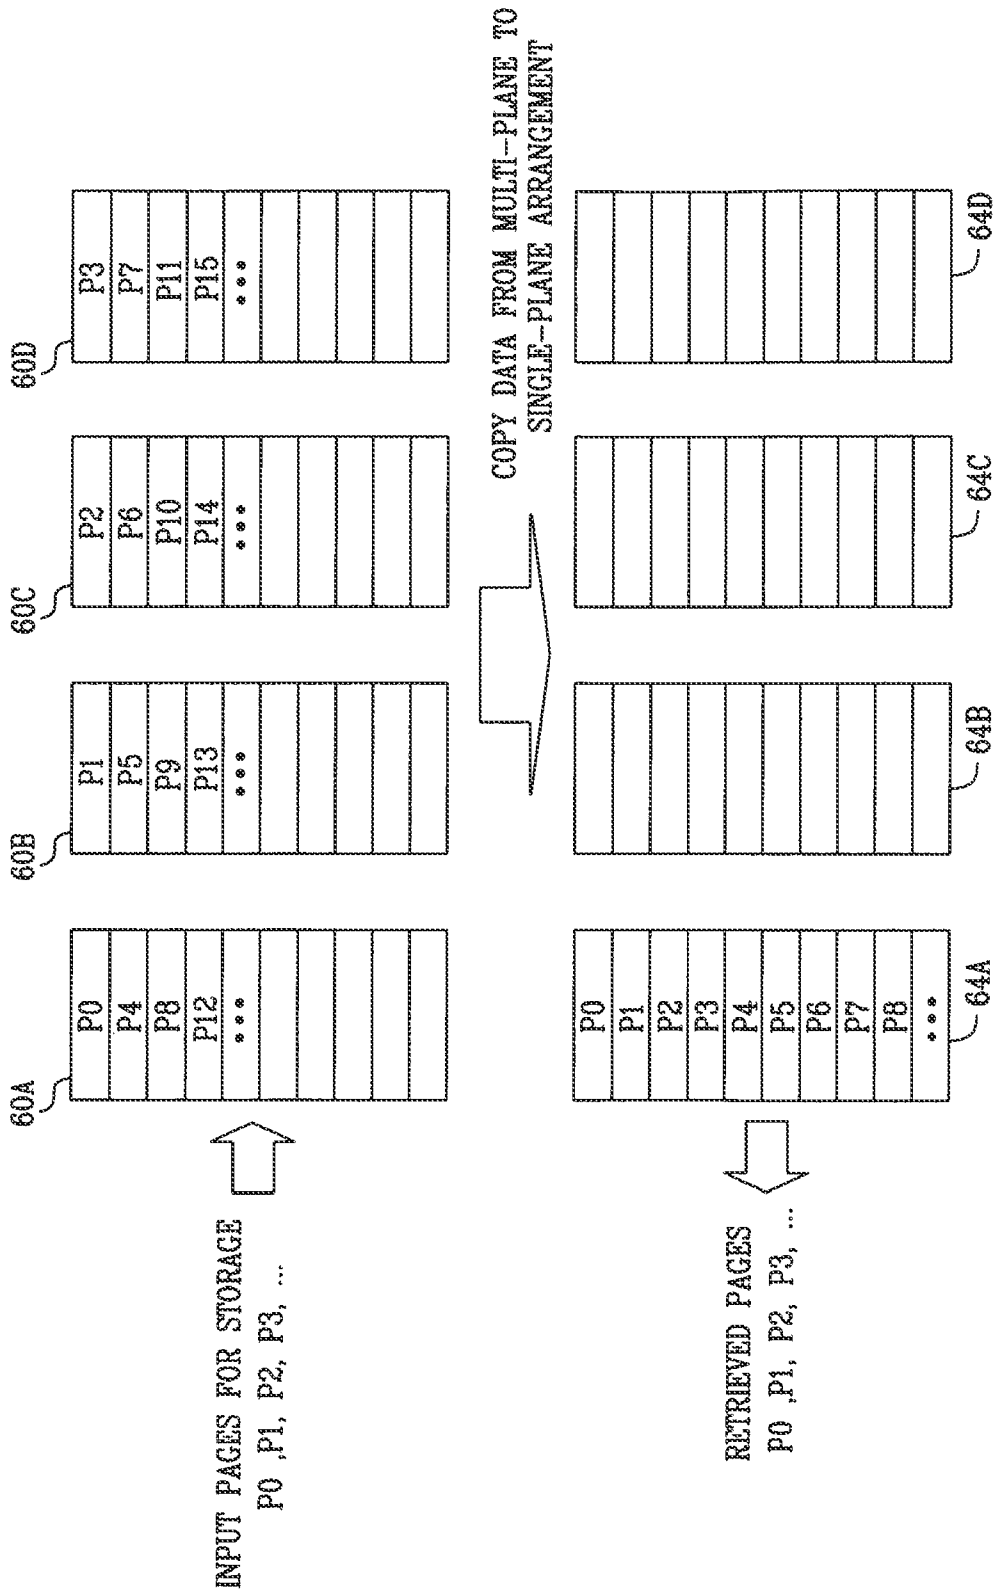 INPUT PAGES FOR STORAGE
P0 ,P1, P2, P3, ...
60A
P0
P4
P8
P12
•••
60B
P1
P5
P9
P13
•••
60C
P2
P6
P10
P14
•••
60D
P3
P7
P11
P15
•••
COPY DATA FROM MULTI-PLANE TO
SINGLE-PLANE ARRANGEMENT
RETRIEVED PAGES
P0 ,P1, P2, P3, ...
P0
P1
P2
P3
P4
P5
P6
P7
P8
•••
64A
64B
64C
64D